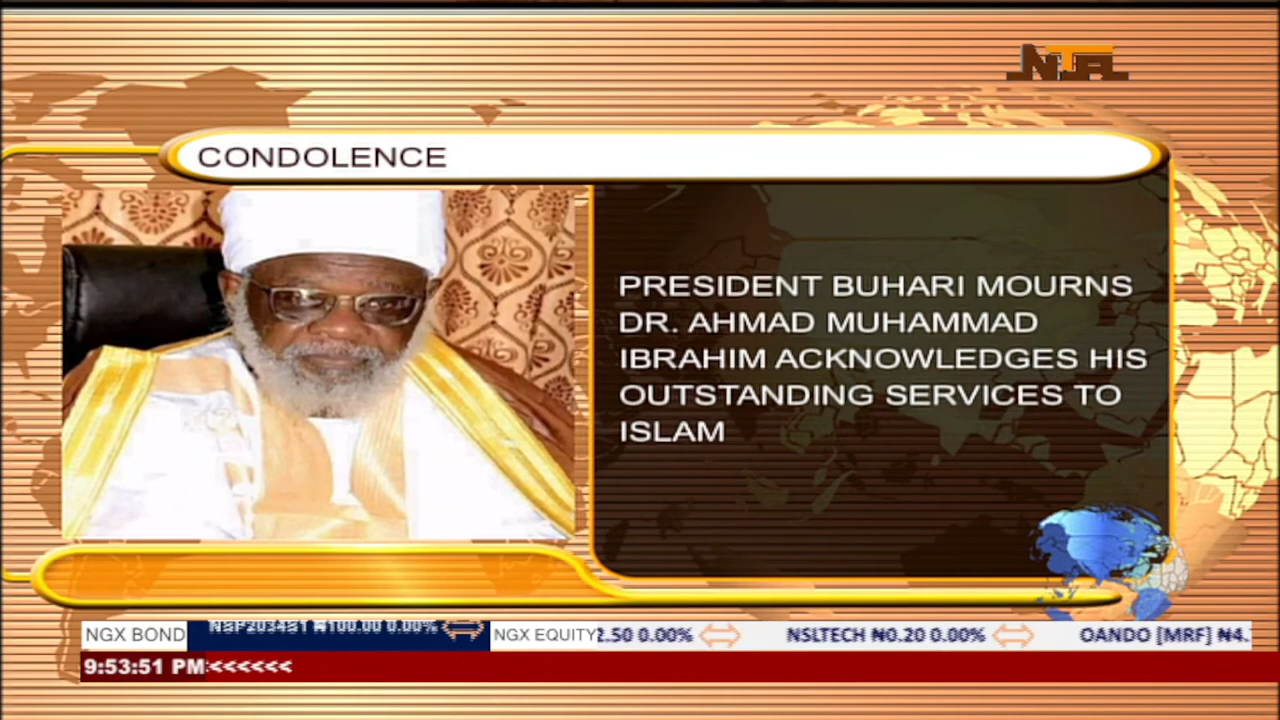 NTA
CONDOLENCE
PRESIDENT BUHARI MOURNS
DR. AHMAD MUHAMMAD
IBRAHIM ACKNOWLEDGES HIS
OUTSTANDING SERVICES TO
ISLAM
NGX BOND ₦100.00 0.00% NGX EQUITY 2.50 0.00% NSLTECH ₦0.20 0.00% OANDO [MRF] ₦4.
9:53:51 PM <<<<<<